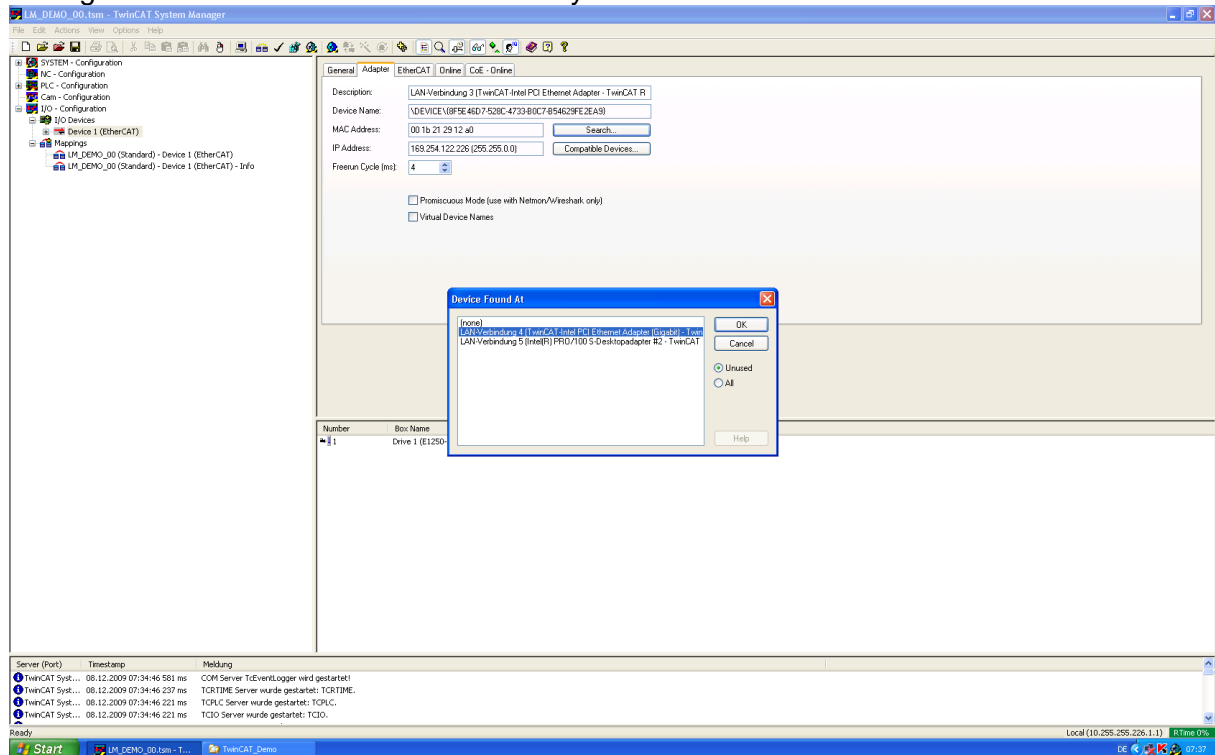 LM_DEMO_00.tsm - TwinCAT System Manager
File Edit Actions View Options Help
SYSTEM - Configuration
NC - Configuration
PLC - Configuration
Cam - Configuration
I/O - Configuration
I/O Devices
Device 1 (EtherCAT)
Mappings
LM_DEMO_00 (Standard) - Device 1 (EtherCAT)
LM_DEMO_00 (Standard) - Device 1 (EtherCAT) - Info
General Adapter EtherCAT Online CoE - Online
Description: LAN-Verbindung 3 (TwinCAT-Intel PCI Ethernet Adapter - TwinCAT R
Device Name: \DEVICE\{8F5E46D7-528C-4733-B0C7-B54629FE2EA9}
MAC Address: 00 1b 21 29 12 a0 Search...
IP Address: 169.254.122.226 (255.255.0.0) Compatible Devices...
Freerun Cycle (ms): 4
Promiscuous Mode (use with Netmon/Wireshark only)
Virtual Device Names
Device Found At
(none)
LAN-Verbindung 4 (TwinCAT-Intel PCI Ethernet Adapter (Gigabit) - Twin
LAN-Verbindung 5 (Intel(R) PRO/100 S-Desktopadapter #2 - TwinCAT
OK
Cancel
Unused
All
Help
Number Box Name
1 Drive 1 (E1250-
Server (Port) Timestamp Meldung
TwinCAT Syst... 08.12.2009 07:34:46 581 ms COM Server TcEventLogger wird gestartet!
TwinCAT Syst... 08.12.2009 07:34:46 237 ms TCRTIME Server wurde gestartet: TCRTIME.
TwinCAT Syst... 08.12.2009 07:34:46 221 ms TCPLC Server wurde gestartet: TCPLC.
TwinCAT Syst... 08.12.2009 07:34:46 221 ms TCIO Server wurde gestartet: TCIO.
Ready Local (10.255.255.226.1.1) RTime 0%
Start LM_DEMO_00.tsm - T... TwinCAT_Demo DE 07:37